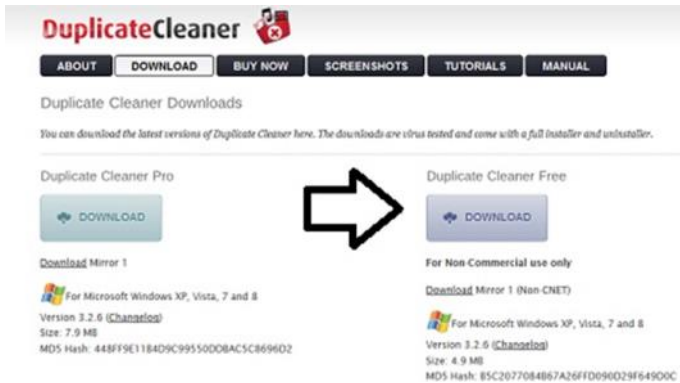 DuplicateCleaner
ABOUT DOWNLOAD BUY NOW SCREENSHOTS TUTORIALS MANUAL
Duplicate Cleaner Downloads
You can download the latest versions of Duplicate Cleaner here. The downloads are virus tested and come with a full installer and uninstaller.
Duplicate Cleaner Pro
DOWNLOAD
Download Mirror 1
For Microsoft Windows XP, Vista, 7 and 8
Version 3.2.6 (Changelog)
Size: 7.9 MB
MD5 Hash:
Duplicate Cleaner Free
DOWNLOAD
For Non-Commercial use only
Download Mirror 1 (Non-CNET)
For Microsoft Windows XP, Vista, 7 and 8
Version 3.2.6 (Changelog)
Size: 4.9 MB
MD5 Hash: